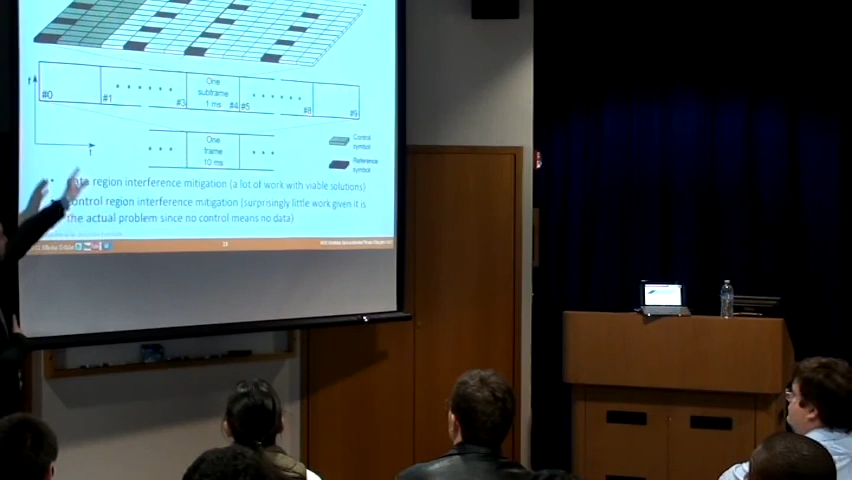 f
One
subframe
1 ms
#0
#1
#3
#4
#5
#8
#9
t
One
frame
10 ms
Control
symbol
Reference
symbol
region interference mitigation (a lot of work with viable solutions)
control region interference mitigation (surprisingly little work given it is
the actual problem since no control means no data)